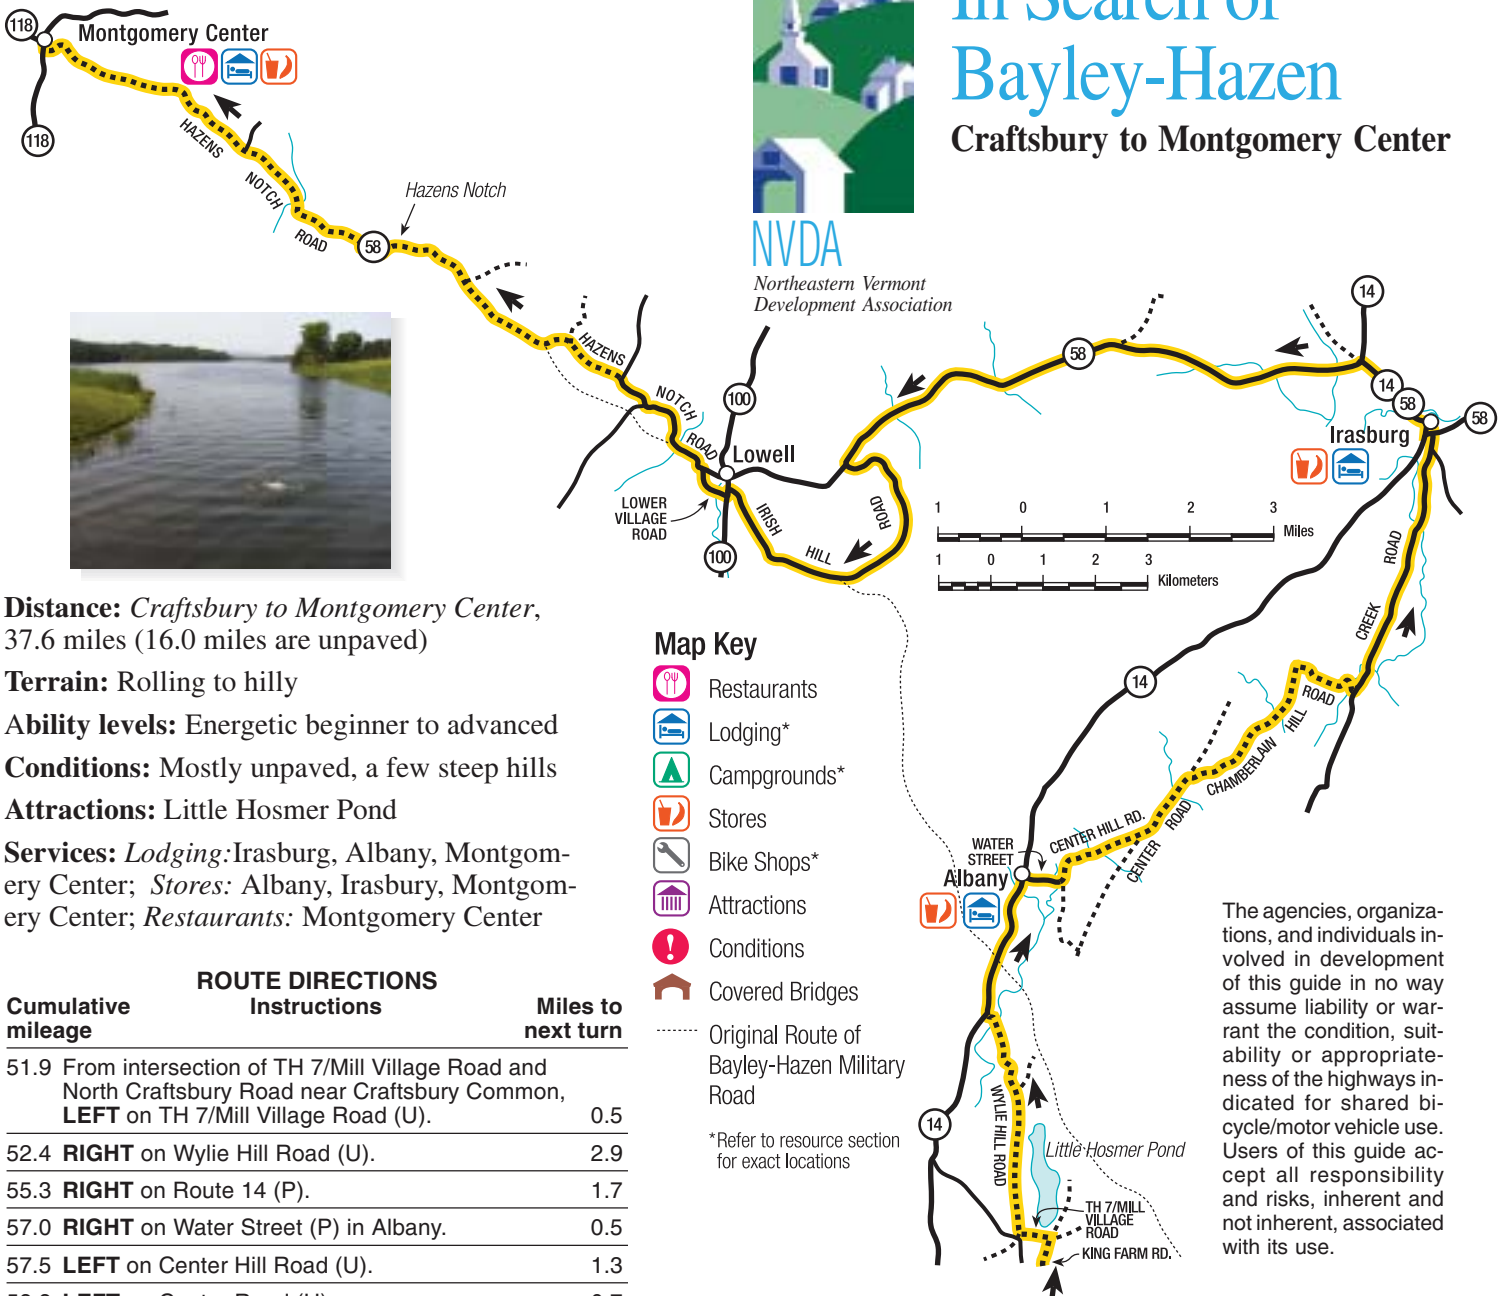 In Search of
Bayley-Hazen
Craftsbury to Montgomery Center
NVDA
Northeastern Vermont
Development Association
118
Montgomery Center
118
HAZENS
NOTCH
ROAD
Hazens Notch
58
HAZENS
NOTCH
ROAD
100
Lowell
LOWER
VILLAGE
ROAD
100
IRISH
HILL
ROAD
58
14
14
58
58
Irasburg
1 0 1 2 3
Miles
1 0 1 2 3
Kilometers
CREEK
ROAD
14
CHAMBERLAIN
HILL
ROAD
CENTER HILL RD.
CENTER
ROAD
WATER
STREET
Albany
WYLIE HILL ROAD
14
Little Hosmer Pond
TH 7/MILL
VILLAGE
ROAD
KING FARM RD.
Distance: Craftsbury to Montgomery Center,
37.6 miles (16.0 miles are unpaved)
Terrain: Rolling to hilly
Ability levels: Energetic beginner to advanced
Conditions: Mostly unpaved, a few steep hills
Attractions: Little Hosmer Pond
Services: Lodging:Irasburg, Albany, Montgom-
ery Center; Stores: Albany, Irasbury, Montgom-
ery Center; Restaurants: Montgomery Center
ROUTE DIRECTIONS
Cumulative Instructions Miles to
mileage next turn
51.9 From intersection of TH 7/Mill Village Road and
North Craftsbury Road near Craftsbury Common,
LEFT on TH 7/Mill Village Road (U). 0.5
52.4 RIGHT on Wylie Hill Road (U). 2.9
55.3 RIGHT on Route 14 (P). 1.7
57.0 RIGHT on Water Street (P) in Albany. 0.5
57.5 LEFT on Center Hill Road (U). 1.3
Map Key
Restaurants
Lodging*
Campgrounds*
Stores
Bike Shops*
Attractions
Conditions
Covered Bridges
Original Route of
Bayley-Hazen Military
Road
*Refer to resource section
for exact locations
The agencies, organiza-
tions, and individuals in-
volved in development
of this guide in no way
assume liability or war-
rant the condition, suit-
ability or appropriate-
ness of the highways in-
dicated for shared bi-
cycle/motor vehicle use.
Users of this guide ac-
cept all responsibility
and risks, inherent and
not inherent, associated
with its use.